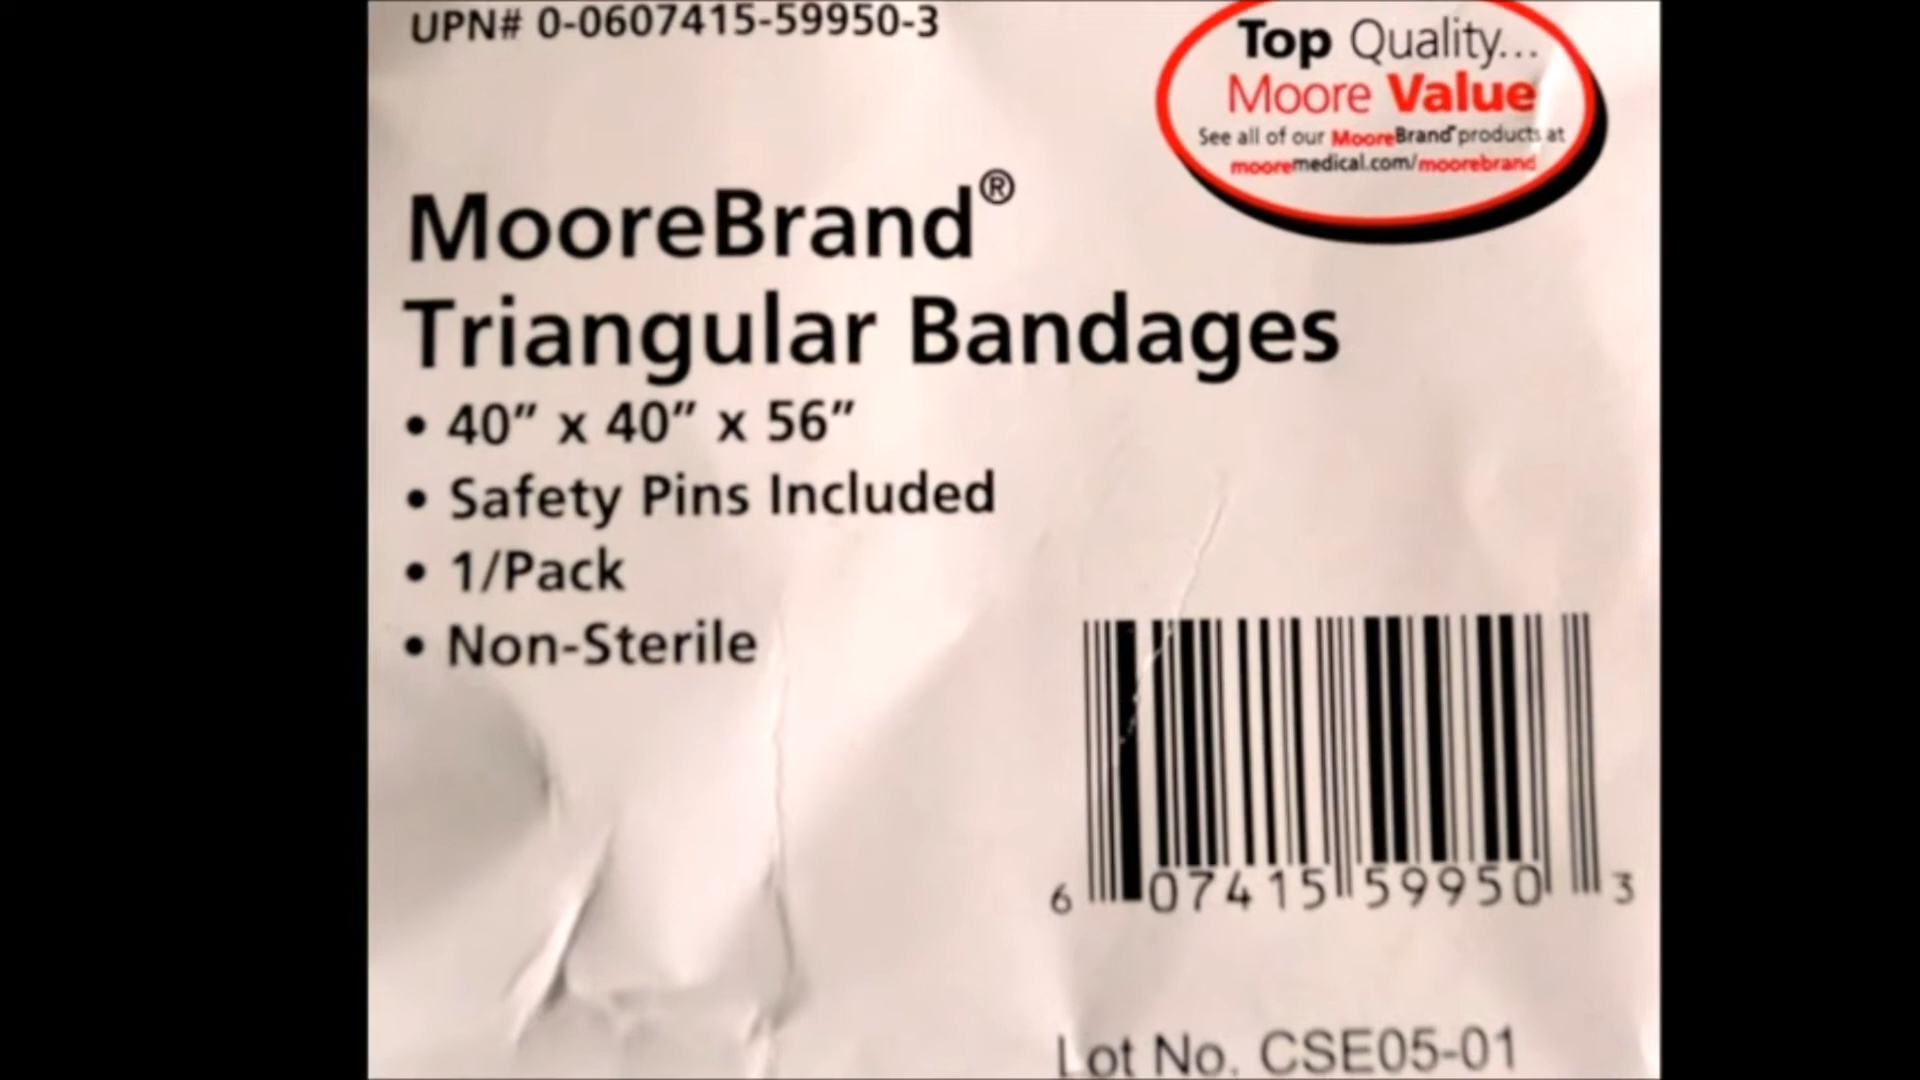 UPN# 0-0607415-59950-3
Top Quality...
Moore Value
See all of our MooreBrand® products at
mooremedical.com/moorebrand
MooreBrand®
Triangular Bandages
• 40” x 40” x 56”
• Safety Pins Included
• 1/Pack
• Non-Sterile
6 07415 59950 3
Lot No. CSE05-01